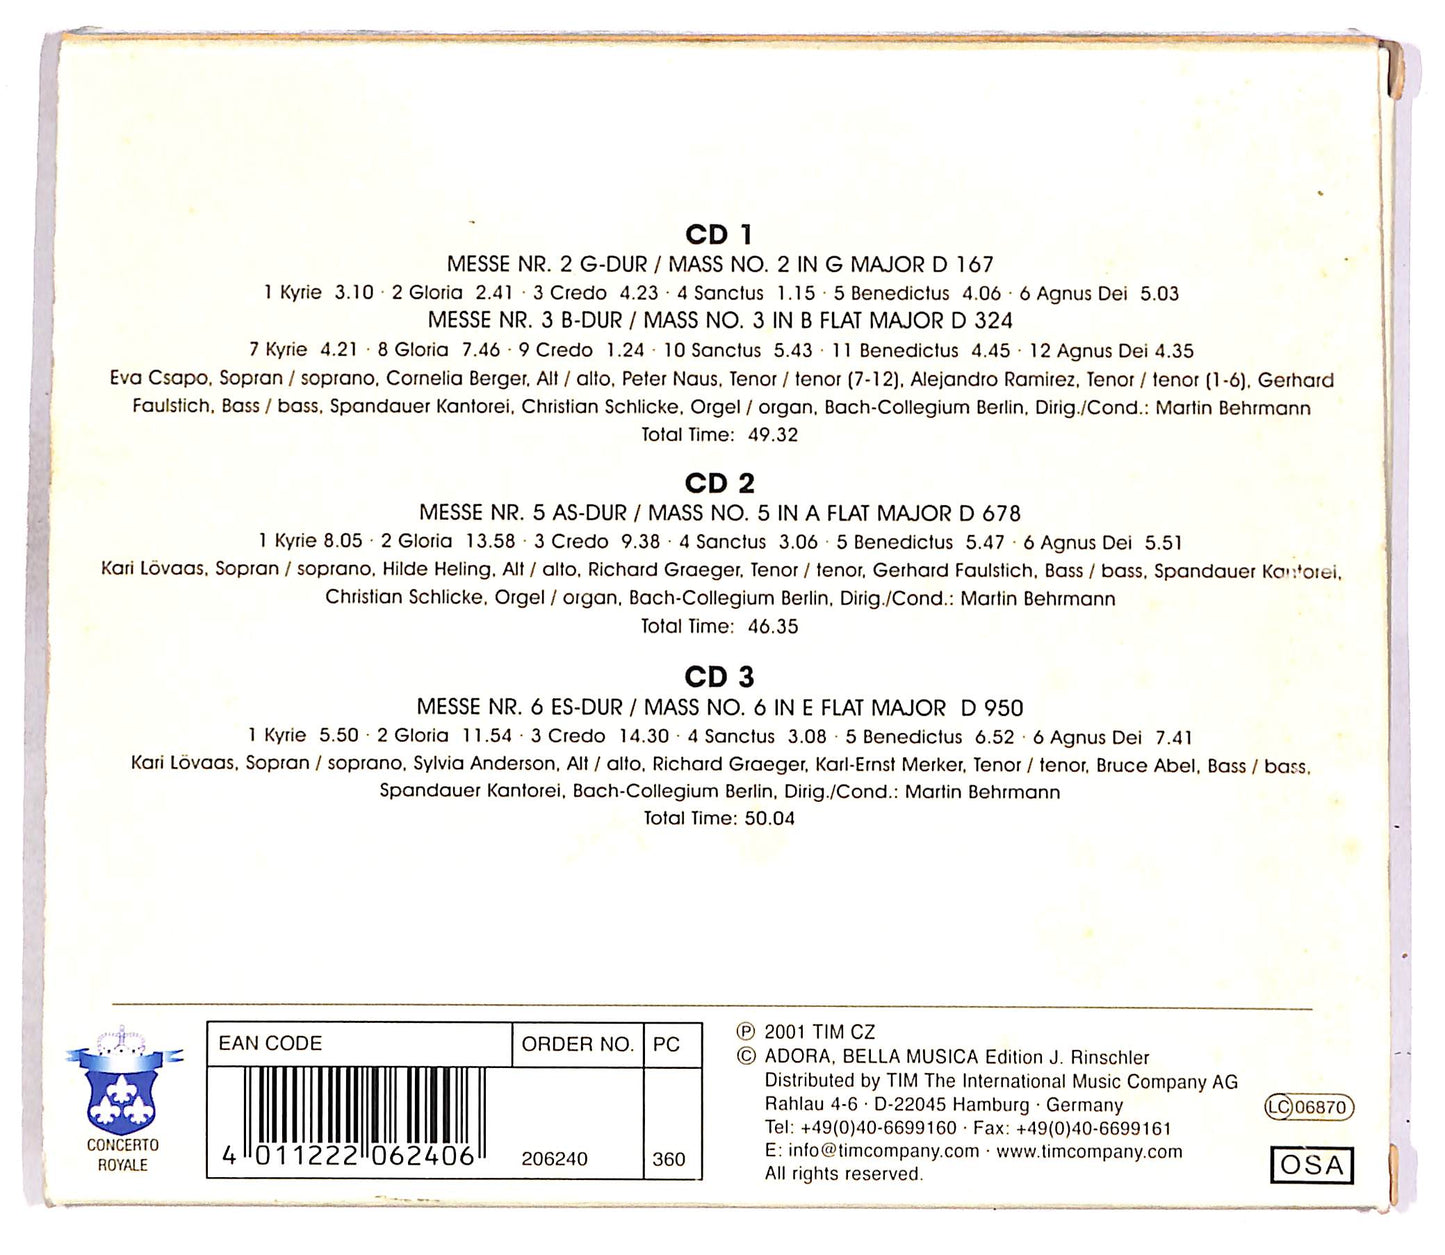 CD 1
MESSE NR. 2 G-DUR / MASS NO. 2 IN G MAJOR D 167
1 Kyrie 3.10 · 2 Gloria 2.41 · 3 Credo 4.23 · 4 Sanctus 1.15 · 5 Benedictus 4.06 · 6 Agnus Dei 5.03
MESSE NR. 3 B-DUR / MASS NO. 3 IN B FLAT MAJOR D 324
7 Kyrie 4.21 · 8 Gloria 7.46 · 9 Credo 1.24 · 10 Sanctus 5.43 · 11 Benedictus 4.45 · 12 Agnus Dei 4.35
Eva Csapo, Sopran / soprano, Cornelia Berger, Alt / alto, Peter Naus, Tenor / tenor (7-12), Alejandro Ramirez, Tenor / tenor (1-6), Gerhard
Faulstich, Bass / bass, Spandauer Kantorei, Christian Schlicke, Orgel / organ, Bach-Collegium Berlin, Dirig./Cond.: Martin Behrmann
Total Time: 49.32
CD 2
MESSE NR. 5 AS-DUR / MASS NO. 5 IN A FLAT MAJOR D 678
1 Kyrie 8.05 · 2 Gloria 13.58 · 3 Credo 9.38 · 4 Sanctus 3.06 · 5 Benedictus 5.47 · 6 Agnus Dei 5.51
Kari Lövaas, Sopran / soprano, Hilde Heling, Alt / alto, Richard Graeger, Tenor / tenor, Gerhard Faulstich, Bass / bass, Spandauer Kantorei,
Christian Schlicke, Orgel / organ, Bach-Collegium Berlin, Dirig./Cond.: Martin Behrmann
Total Time: 46.35
CD 3
MESSE NR. 6 ES-DUR / MASS NO. 6 IN E FLAT MAJOR D 950
1 Kyrie 5.50 · 2 Gloria 11.54 · 3 Credo 14.30 · 4 Sanctus 3.08 · 5 Benedictus 6.52 · 6 Agnus Dei 7.41
Kari Lövaas, Sopran / soprano, Sylvia Anderson, Alt / alto, Richard Graeger, Karl-Ernst Merker, Tenor / tenor, Bruce Abel, Bass / bass,
Spandauer Kantorei, Bach-Collegium Berlin, Dirig./Cond.: Martin Behrmann
Total Time: 50.04
CONCERTO
ROYALE
EAN CODE ORDER NO. PC
4 011222 062406 206240 360
℗ 2001 TIM CZ
© ADORA, BELLA MUSICA Edition J. Rinschler
Distributed by TIM The International Music Company AG
Rahlau 4-6 · D-22045 Hamburg · Germany
Tel: +49(0)40-6699160 · Fax: +49(0)40-6699161
E: info@timcompany.com · www.timcompany.com
All rights reserved.
LC 06870
OSA